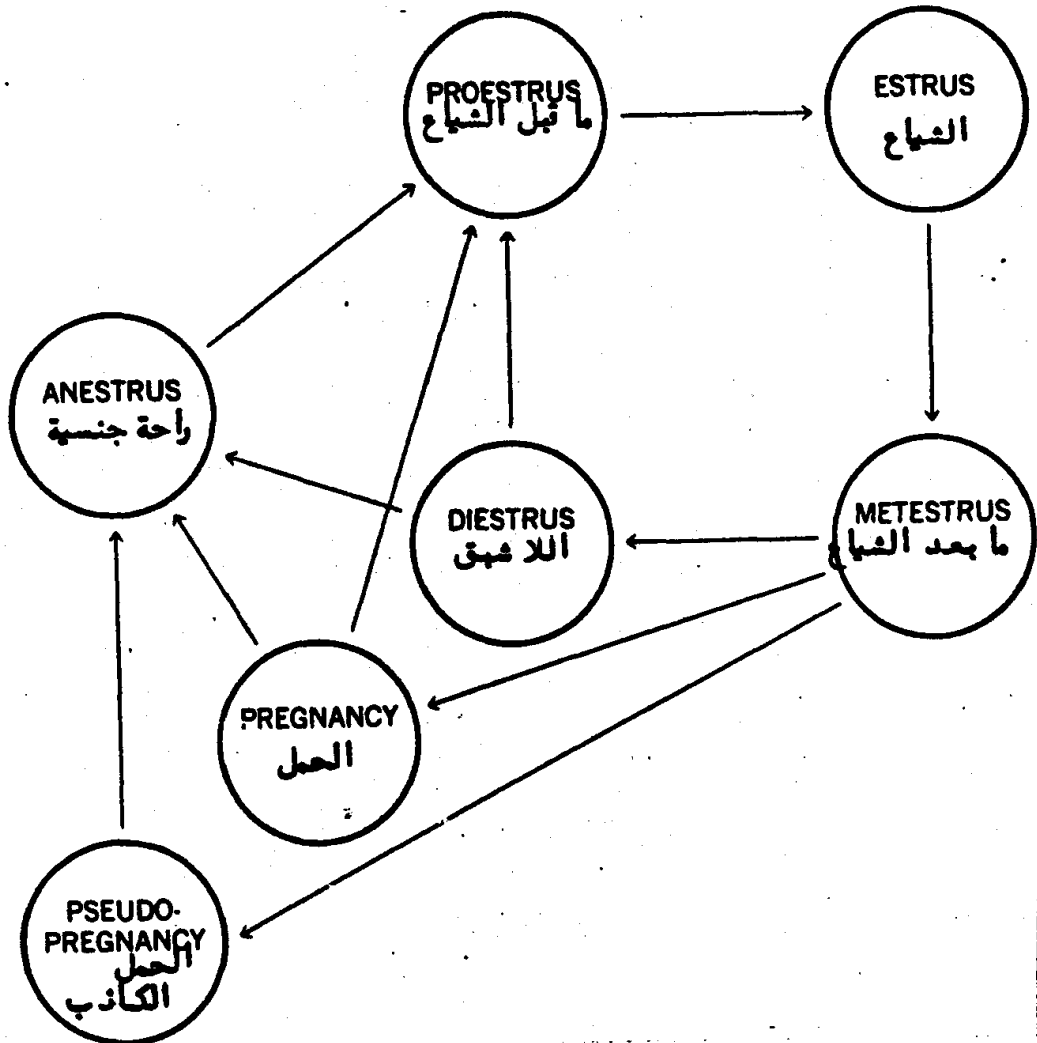 PROESTRUS
ما قبل الشياع
ESTRUS
الشياع
ANESTRUS
راحة جنسية
DIESTRUS
اللا شبق
METESTRUS
ما بعد الشياع
PREGNANCY
الحمل
PSEUDO-
PREGNANCY
الحمل
الكاذب